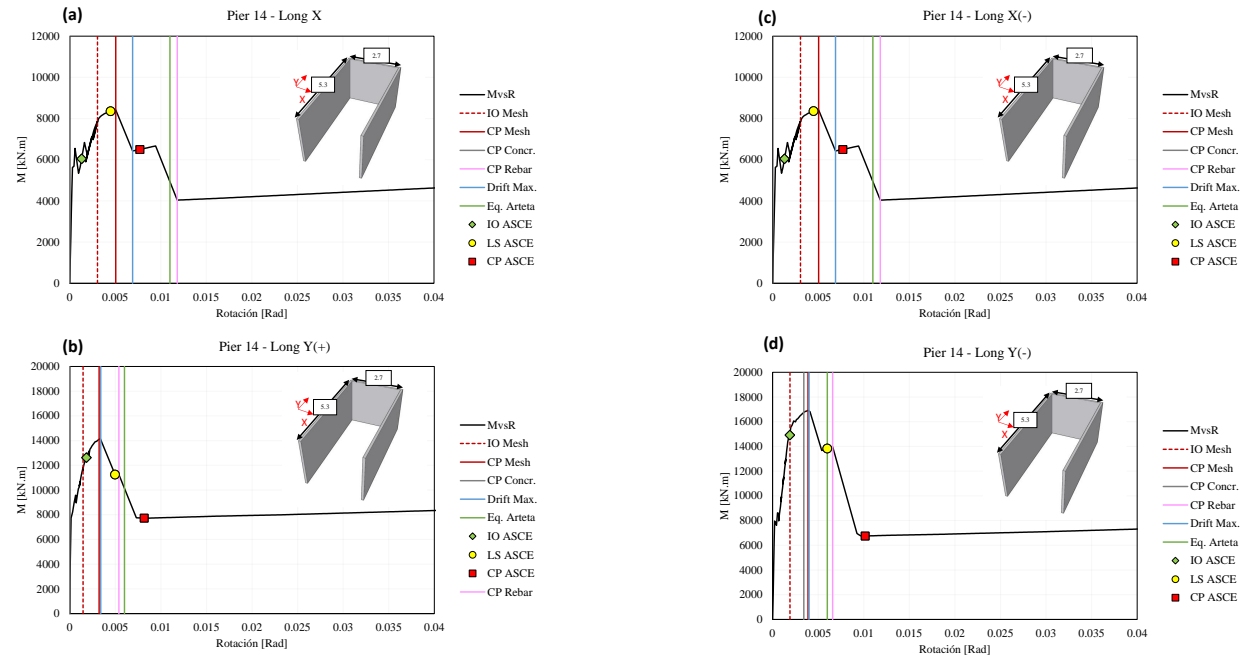 (a)
Pier 14 - Long X
12000
10000
8000
6000
4000
2000
0
M [kN.m]
0 0.005 0.01 0.015 0.02 0.025 0.03 0.035 0.04
Rotación [Rad]
2.7
5.3
Y
X
MvsR
IO Mesh
CP Mesh
CP Concr.
CP Rebar
Drift Max.
Eq. Arteta
IO ASCE
LS ASCE
CP ASCE
(c)
Pier 14 - Long X(-)
12000
10000
8000
6000
4000
2000
0
M [kN.m]
0 0.005 0.01 0.015 0.02 0.025 0.03 0.035 0.04
Rotación [Rad]
2.7
5.3
Y
X
MvsR
IO Mesh
CP Mesh
CP Concr.
CP Rebar
Drift Max.
Eq. Arteta
IO ASCE
LS ASCE
CP ASCE
(b)
Pier 14 - Long Y(+)
20000
18000
16000
14000
12000
10000
8000
6000
4000
2000
0
M [kN.m]
0 0.005 0.01 0.015 0.02 0.025 0.03 0.035 0.04
Rotación [Rad]
2.7
5.3
Y
X
MvsR
IO Mesh
CP Mesh
CP Concr.
Drift Max.
Eq. Arteta
IO ASCE
LS ASCE
CP ASCE
CP Rebar
(d)
Pier 14 - Long Y(-)
20000
18000
16000
14000
12000
10000
8000
6000
4000
2000
0
M [kN.m]
0 0.005 0.01 0.015 0.02 0.025 0.03 0.035 0.04
Rotación [Rad]
2.7
5.3
Y
X
MvsR
IO Mesh
CP Mesh
CP Concr.
CP Rebar
Drift Max.
Eq. Arteta
IO ASCE
LS ASCE
CP ASCE